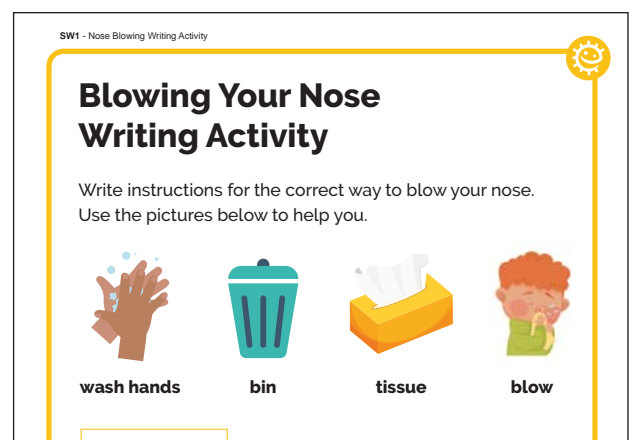 SW1 - Nose Blowing Writing Activity
Blowing Your Nose
Writing Activity
Write instructions for the correct way to blow your nose.
Use the pictures below to help you.
wash hands bin tissue blow